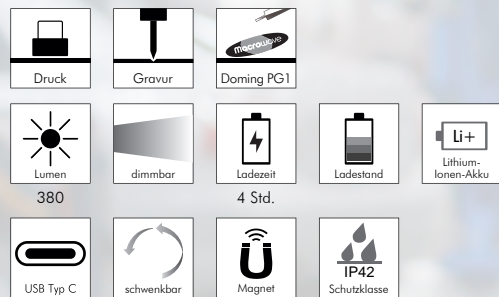 macrowave
Druck
Gravur
Doming PG1
Li+
Lumen
dimmbar
Ladezeit
Ladestand
Lithium-
Ionen-Akku
380
4 Std.
IP42
USB Typ C
schwenkbar
Magnet
Schutzklasse